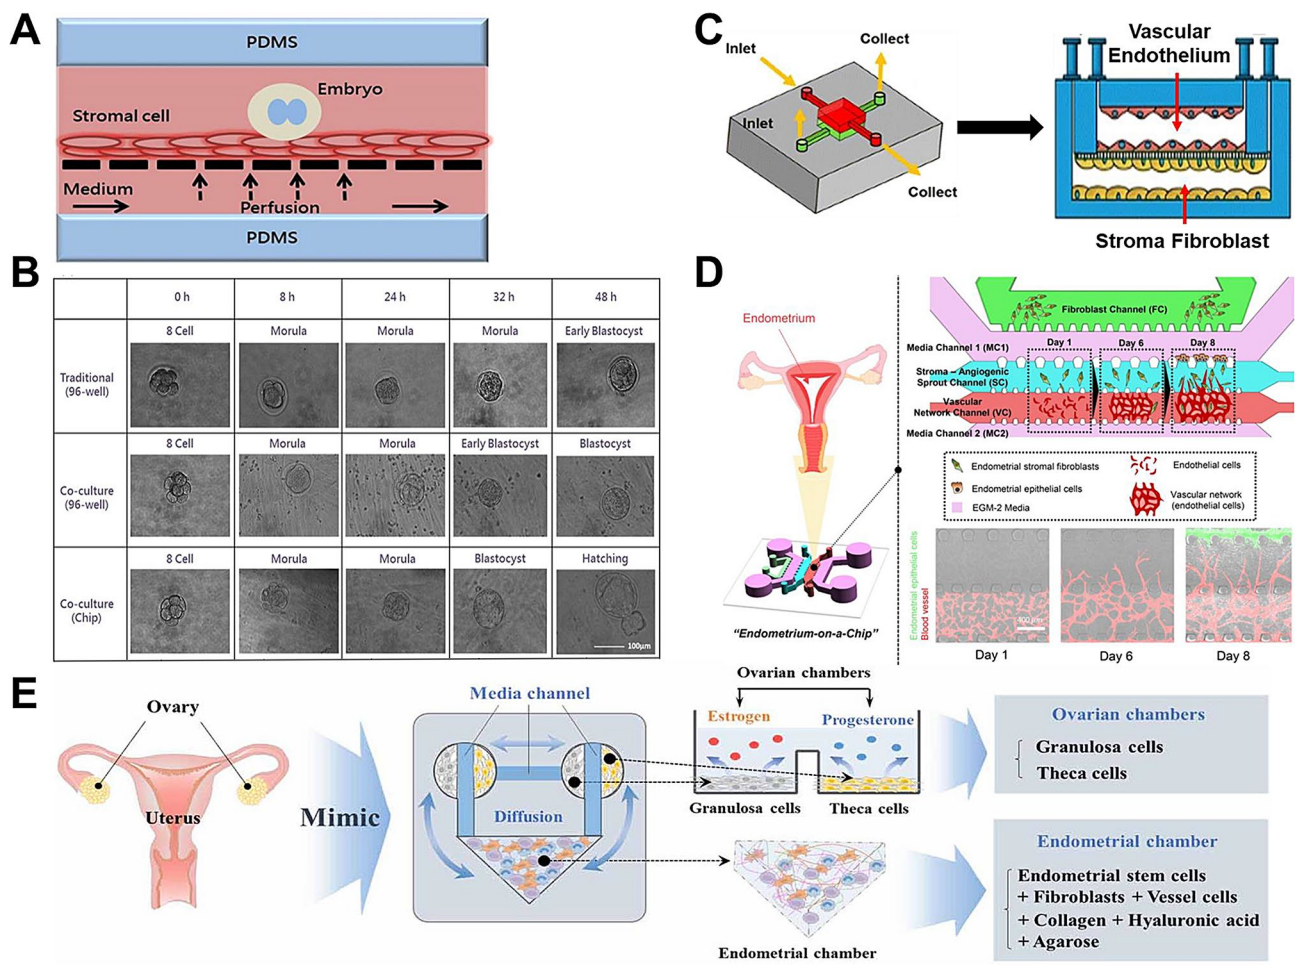 A
PDMS
Embryo
Stromal cell
Medium
Perfusion
PDMS
B
0 h
8 h
24 h
32 h
48 h
Traditional
(96-well)
8 Cell
Morula
Morula
Morula
Early Blastocyst
Co-culture
(96-well)
8 Cell
Morula
Morula
Early Blastocyst
Blastocyst
Co-culture
(Chip)
8 Cell
Morula
Morula
Blastocyst
Hatching
100μm
C
Inlet
Collect
Inlet
Collect
Vascular
Endothelium
Stroma Fibroblast
D
Endometrium
"Endometrium-on-a-Chip"
Fibroblast Channel (FC)
Media Channel 1 (MC1)
Day 1
Day 6
Day 8
Stroma – Angiogenic
Sprout Channel (SC)
Vascular
Network Channel (VC)
Media Channel 2 (MC2)
Endometrial stromal fibroblasts
Endothelial cells
Endometrial epithelial cells
Vascular network
(endothelial cells)
EGM-2 Media
Endometrial epithelial cells
Blood vessel
400 μm
Day 1
Day 6
Day 8
E
Ovary
Uterus
Mimic
Media channel
Diffusion
Ovarian chambers
Estrogen
Progesterone
Granulosa cells
Theca cells
Endometrial chamber
Ovarian chambers
Granulosa cells
Theca cells
Endometrial chamber
Endometrial stem cells
+ Fibroblasts + Vessel cells
+ Collagen + Hyaluronic acid
+ Agarose